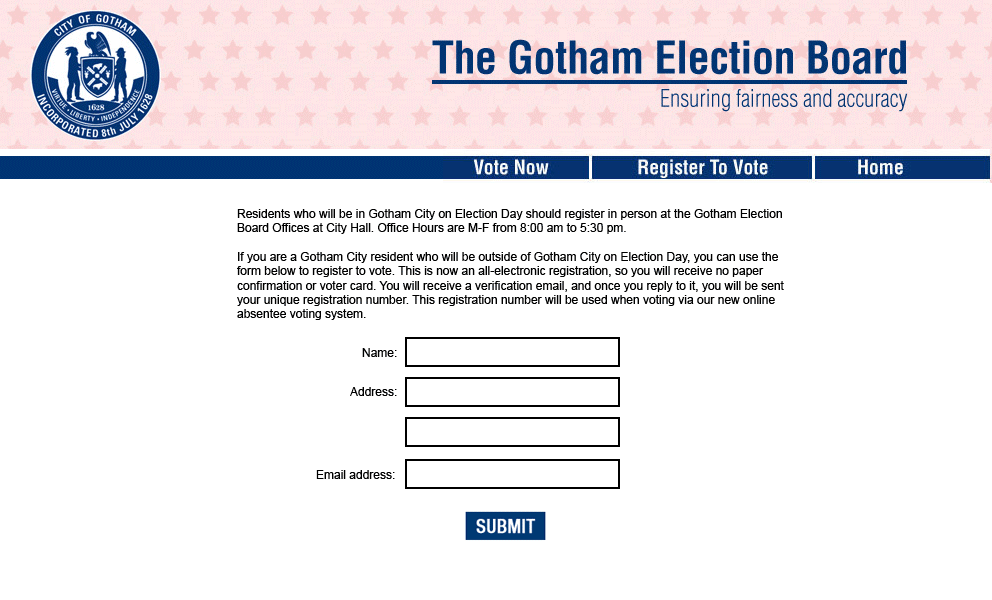 CITY OF GOTHAM
1628
VIRTUE • LIBERTY • INDEPENDENCE
INCORPORATED 8th JULY 1628
The Gotham Election Board
Ensuring fairness and accuracy
Vote Now
Register To Vote
Home
Residents who will be in Gotham City on Election Day should register in person at the Gotham Election
Board Offices at City Hall. Office Hours are M-F from 8:00 am to 5:30 pm.
If you are a Gotham City resident who will be outside of Gotham City on Election Day, you can use the
form below to register to vote. This is now an all-electronic registration, so you will receive no paper
confirmation or voter card. You will receive a verification email, and once you reply to it, you will be sent
your unique registration number. This registration number will be used when voting via our new online
absentee voting system.
Name:
Address:
Email address:
SUBMIT